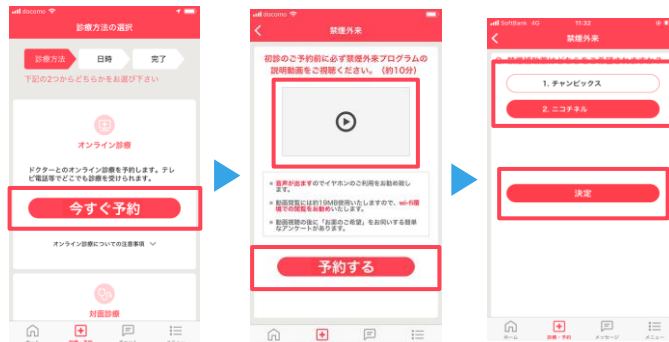 docomo
診療方法の選択
診療方法
日時
完了
下記の2つからどちらかをお選び下さい
オンライン診療
ドクターとのオンライン診療を予約します。テレ
ビ電話等でどこでも診療を受けられます。
今すぐ予約
オンライン診療についての注意事項
対面診療
docomo
禁煙外来
初診のご予約前に必ず禁煙外来プログラムの
説明動画をご視聴ください。（約10分）
音声が出ますのでイヤホンのご利用をお勧め致し
ます。
動画閲覧には約19MB使用いたしますので、wi-fi環
境での閲覧をお勧めいたします。
動画視聴の後に「お薬のご希望」をお伺いする簡単
なアンケートがあります。
予約する
SoftBank 4G
11:32
禁煙外来
1. チャンピックス
2. ニコチネル
決定
ホーム
診療・予約
メッセージ
メニュー